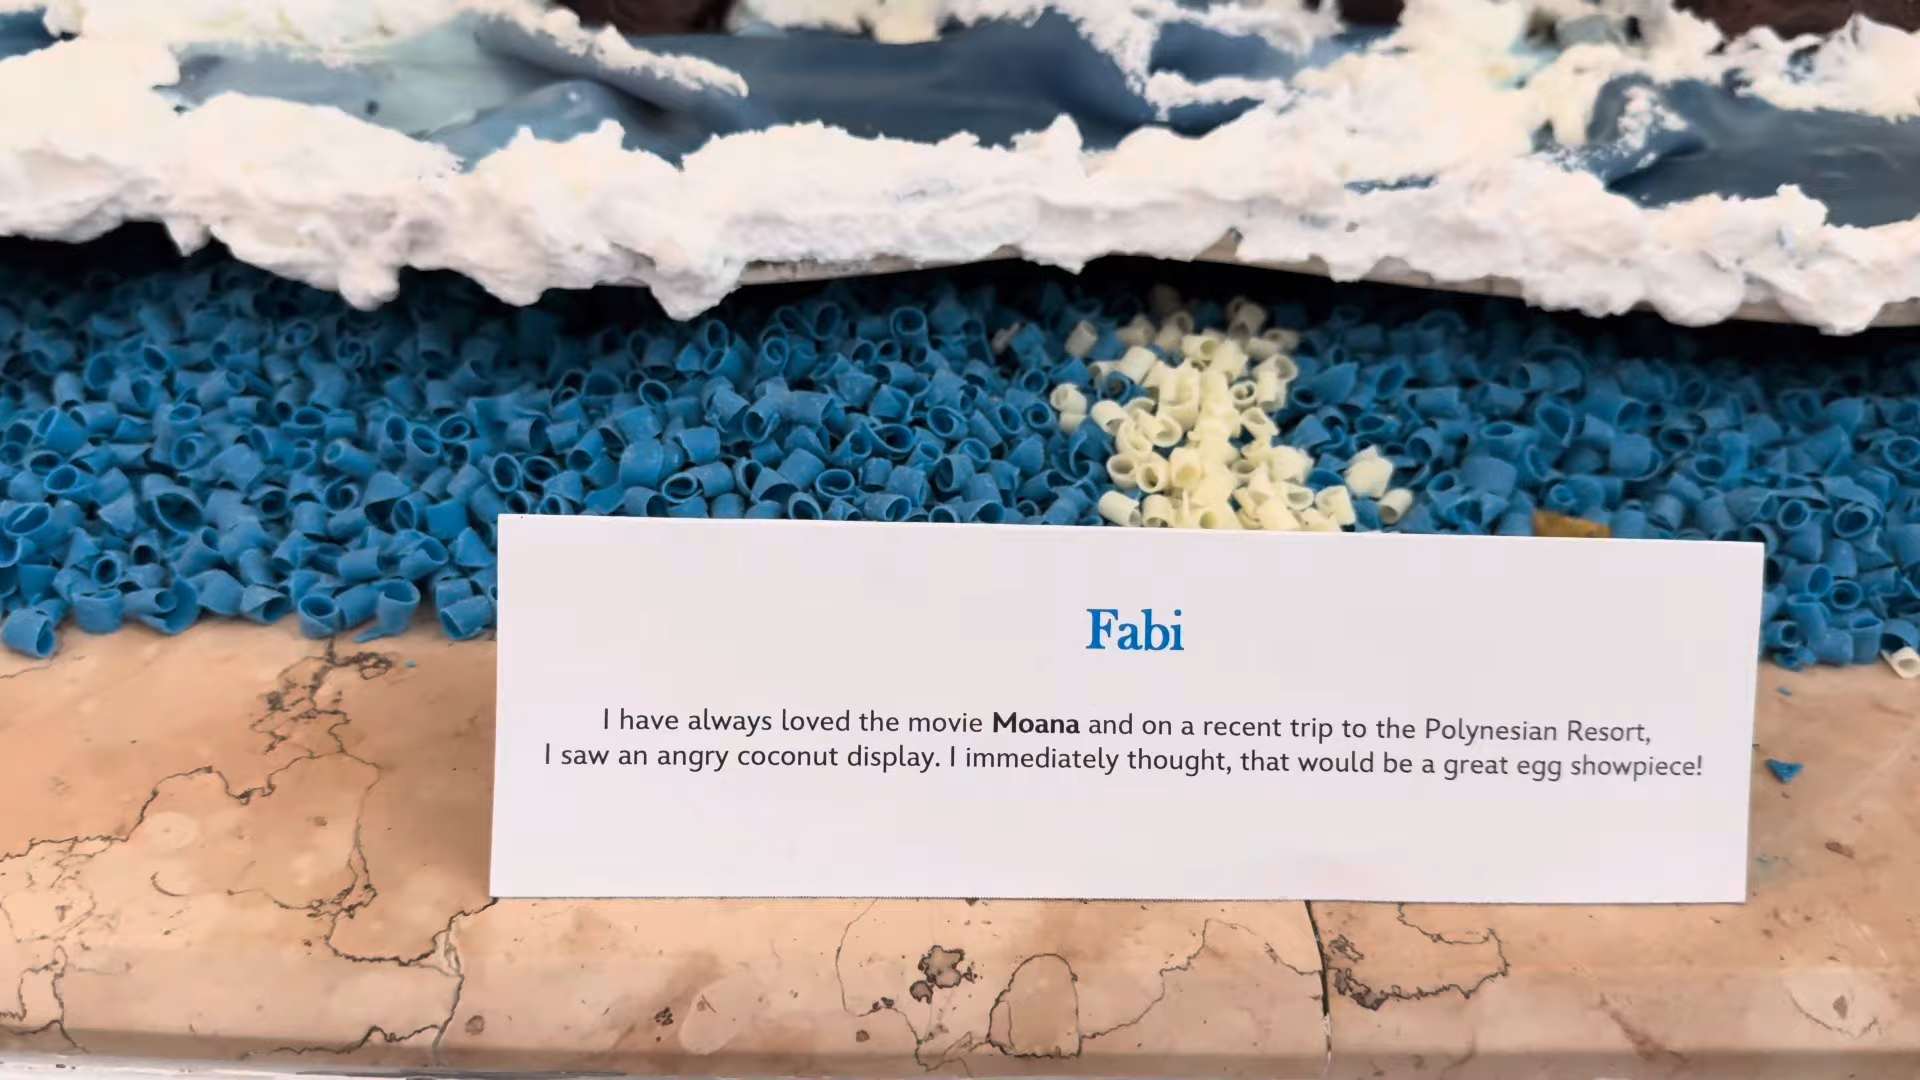 Fabi
I have always loved the movie Moana and on a recent trip to the Polynesian Resort,
I saw an angry coconut display. I immediately thought, that would be a great egg showpiece!